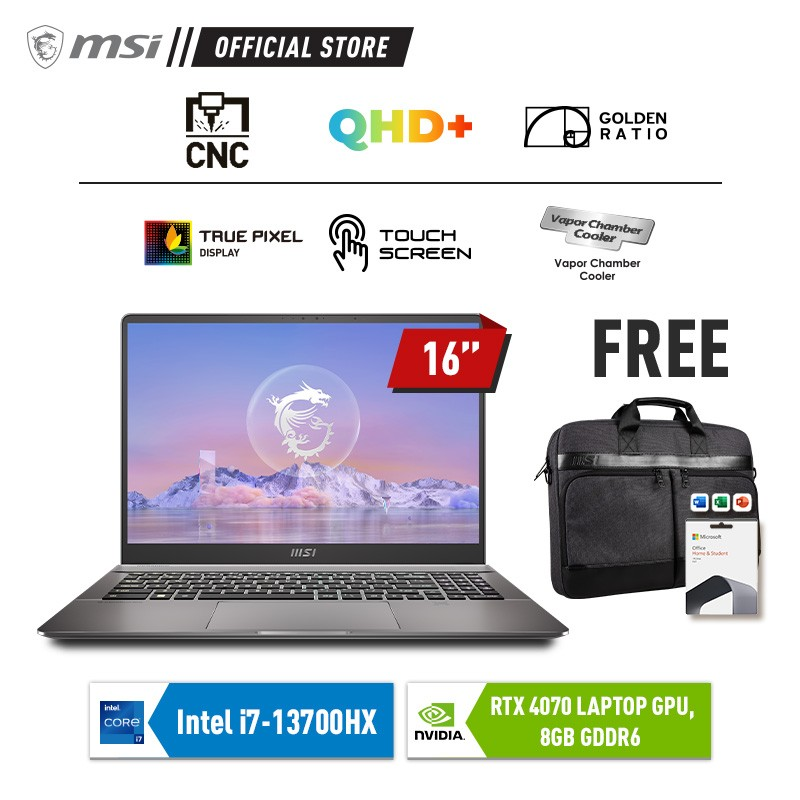 msi OFFICIAL STORE
CNC
QHD+
GOLDEN
RATIO
TRUE PIXEL
DISPLAY
TOUCH
SCREEN
Vapor Chamber
Cooler
Vapor Chamber
Cooler
16”
FREE
msi
msi
Microsoft
Office
Home & Student
intel
CORE
i7
Intel i7-13700HX
NVIDIA.
RTX 4070 LAPTOP GPU,
8GB GDDR6